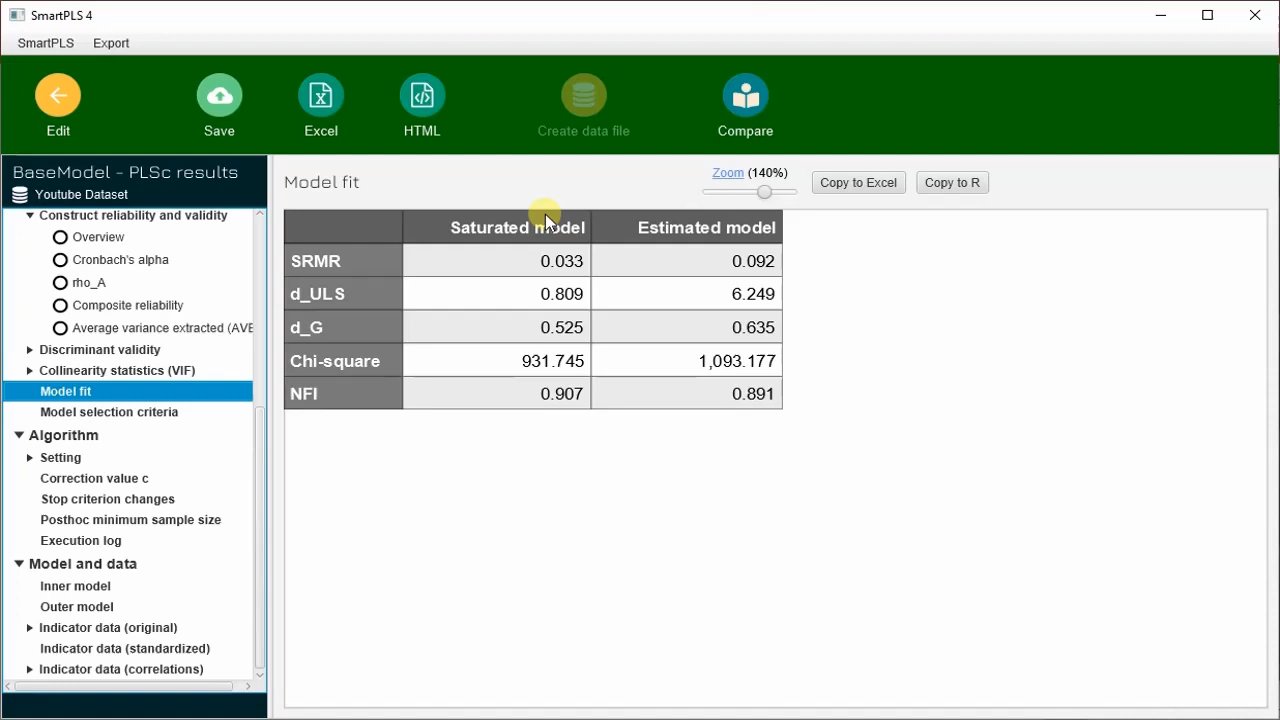 SmartPLS 4
SmartPLS Export
Edit Save Excel HTML Create data file Compare
BaseModel - PLSc results
Youtube Dataset
Construct reliability and validity
Overview
Cronbach's alpha
rho_A
Composite reliability
Average variance extracted (AVE
Discriminant validity
Collinearity statistics (VIF)
Model fit
Model selection criteria
Algorithm
Setting
Correction value c
Stop criterion changes
Posthoc minimum sample size
Execution log
Model and data
Inner model
Outer model
Indicator data (original)
Indicator data (standardized)
Indicator data (correlations)
Model fit
Zoom (140%)
Copy to Excel
Copy to R
Saturated model Estimated model
SRMR 0.033 0.092
d_ULS 0.809 6.249
d_G 0.525 0.635
Chi-square 931.745 1,093.177
NFI 0.907 0.891